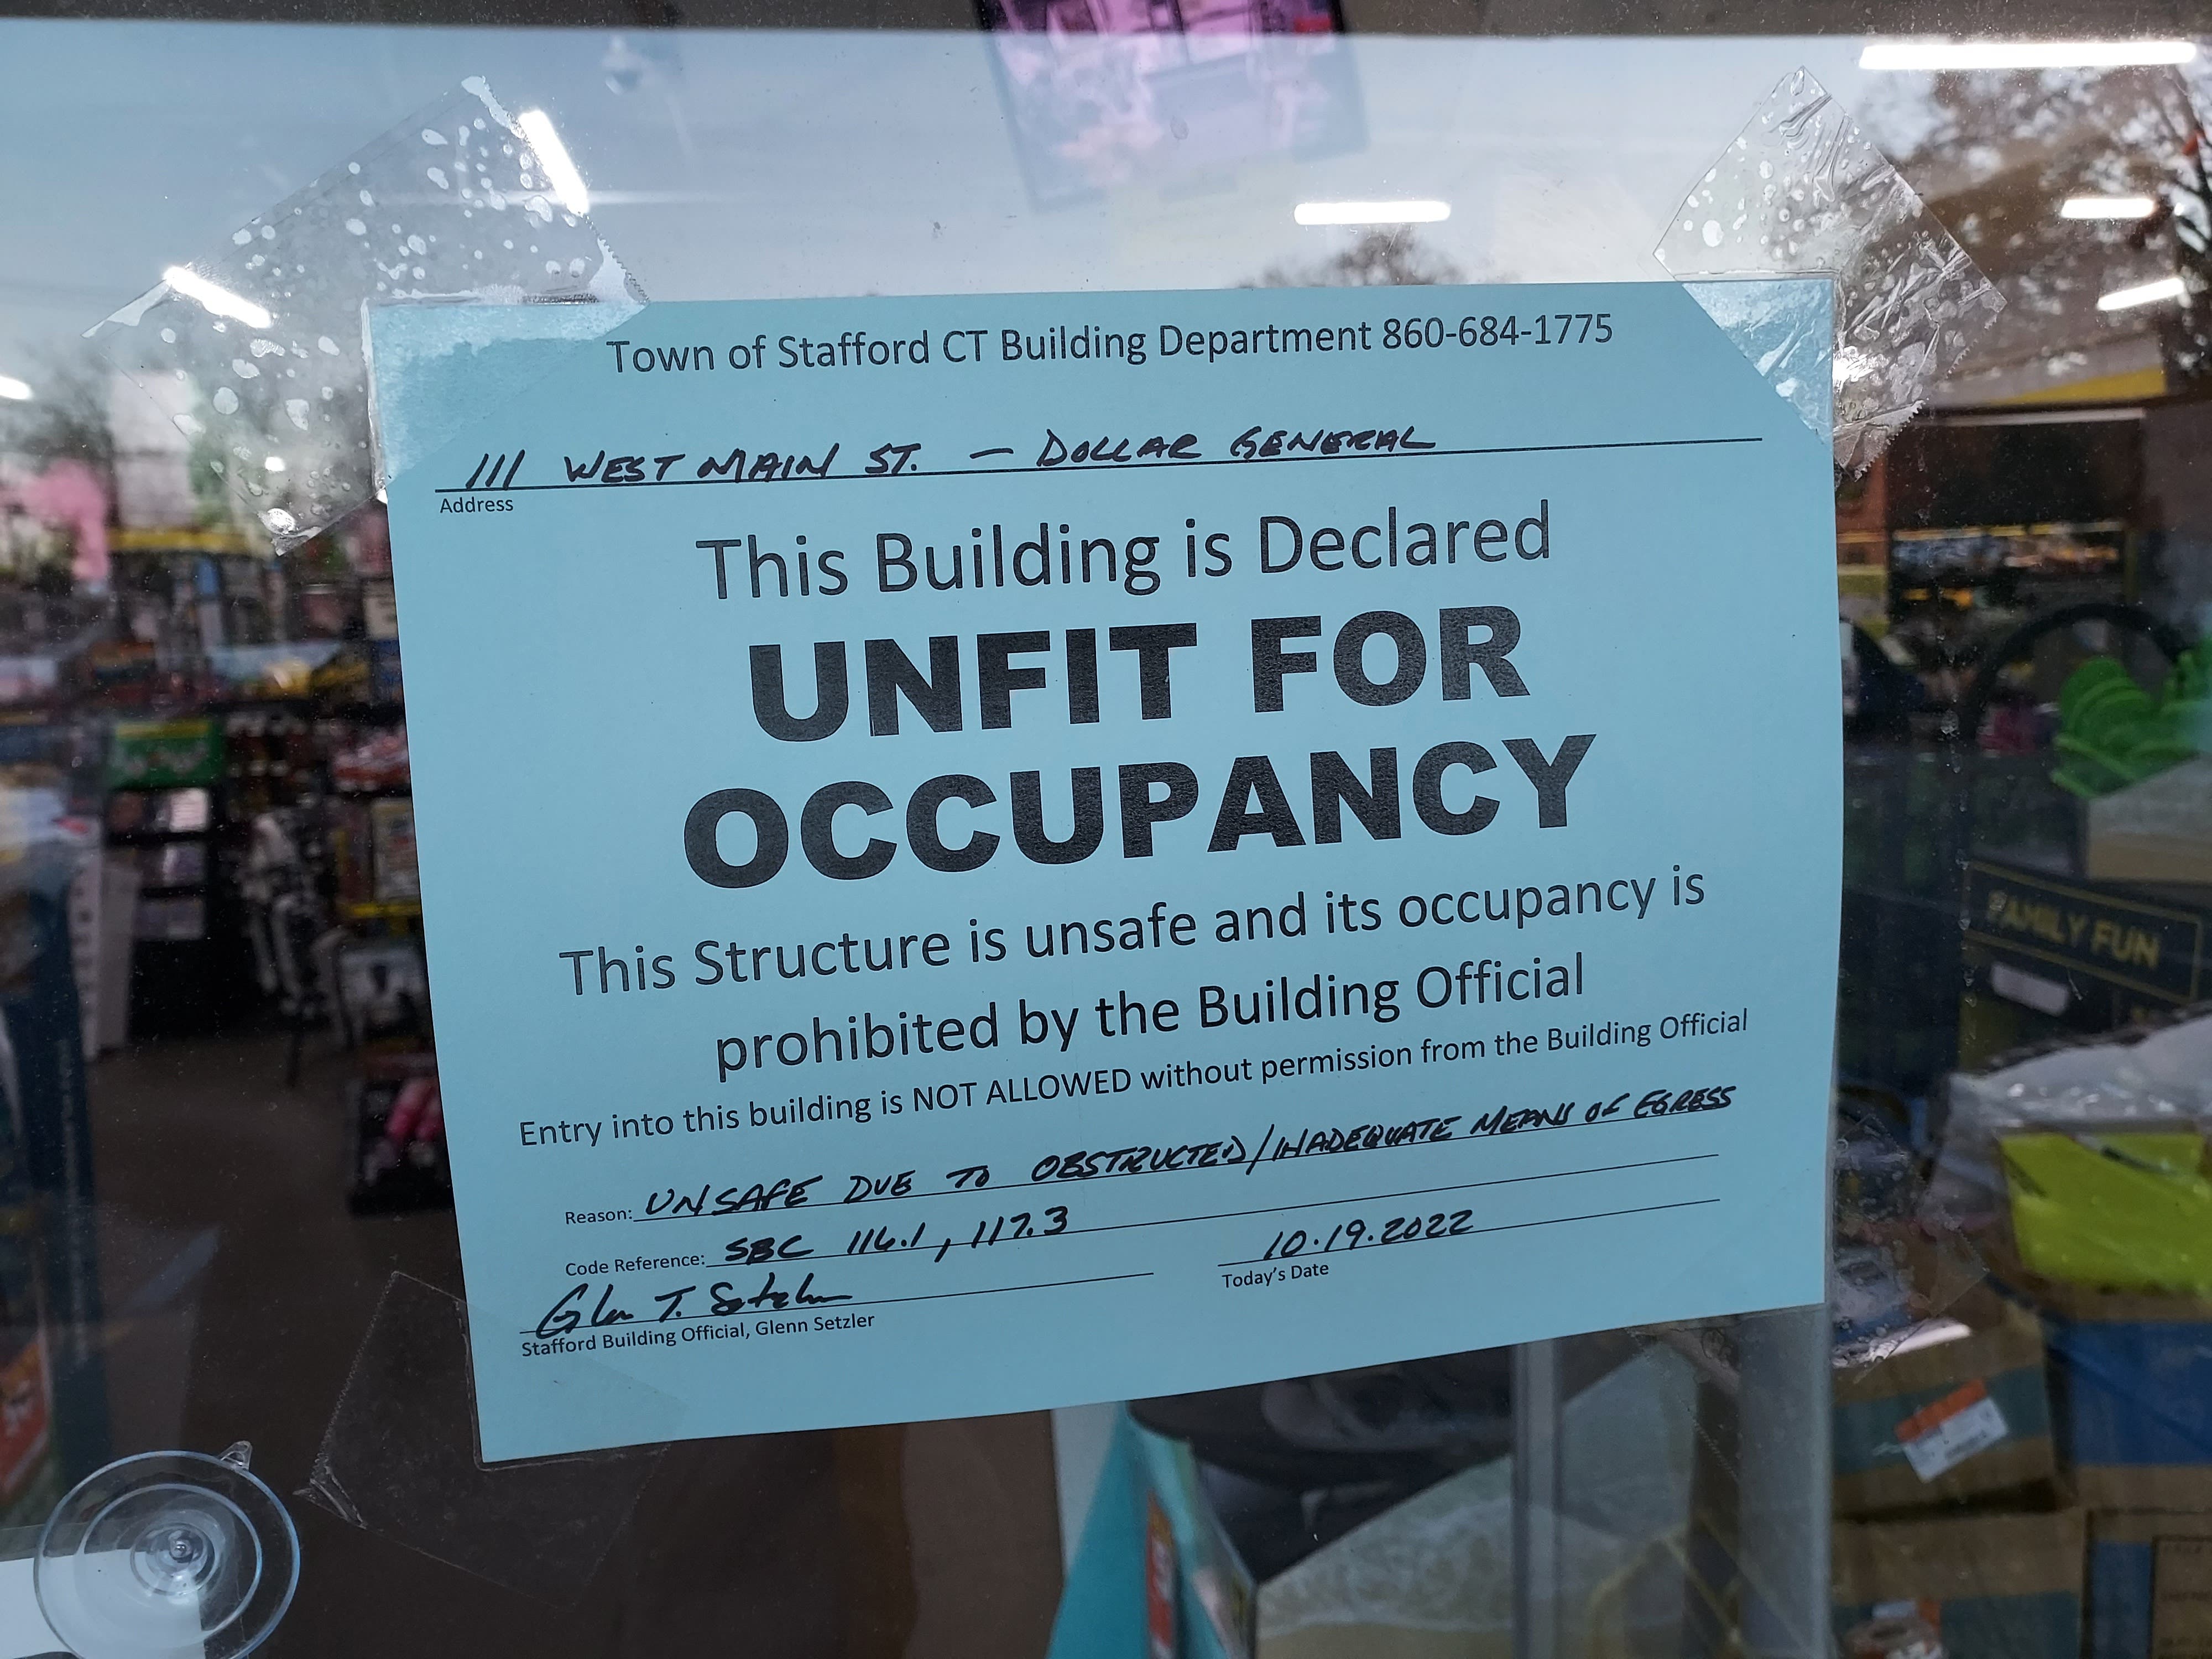 Town of Stafford CT Building Department 860-684-1775
111 WEST MAIN ST. — DOLLAR GENERAL
Address
This Building is Declared
UNFIT FOR
OCCUPANCY
This Structure is unsafe and its occupancy is
prohibited by the Building Official
Entry into this building is NOT ALLOWED without permission from the Building Official
Reason: UNSAFE DUE TO OBSTRUCTED/INADEQUATE MEANS OF EGRESS
Code Reference: SBC 116.1, 117.3
10.19.2022
Today's Date
Glenn T. Setzler
Stafford Building Official, Glenn Setzler
FAMILY FUN